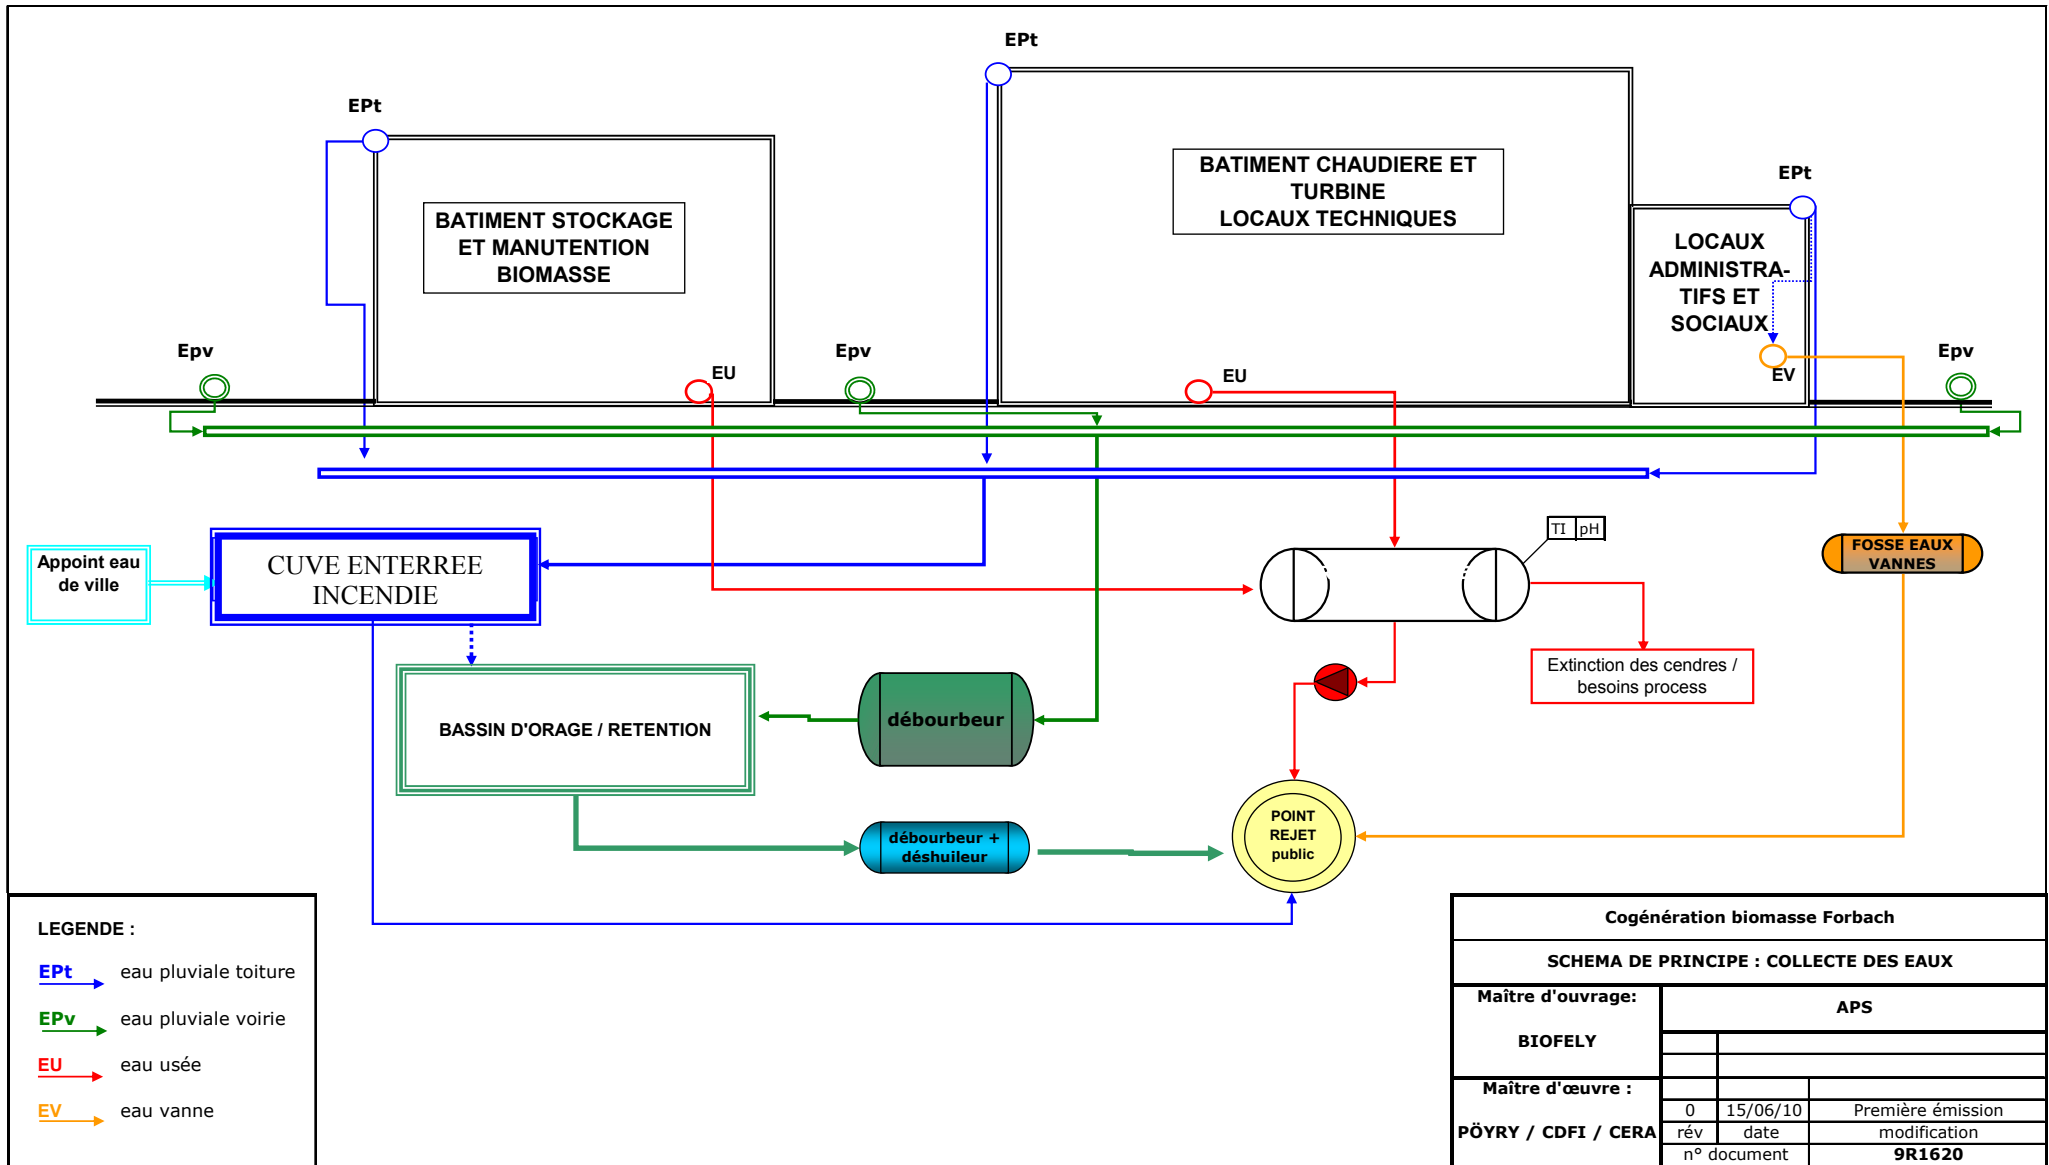 EPt
EPt
BATIMENT CHAUDIERE ET
TURBINE
LOCAUX TECHNIQUES
EPt
BATIMENT STOCKAGE
ET MANUTENTION
BIOMASSE
LOCAUX
ADMINISTRA-
TIFS ET
SOCIAUX
Epv
EU
Epv
EU
EV
Epv
Appoint eau
de ville
CUVE ENTERREE
INCENDIE
TI pH
FOSSE EAUX
VANNES
Extinction des cendres /
besoins process
BASSIN D'ORAGE / RETENTION
débourbeur
débourbeur +
déshuileur
POINT
REJET
public
LEGENDE :
EPt eau pluviale toiture
EPv eau pluviale voirie
EU eau usée
EV eau vanne
Cogénération biomasse Forbach
SCHEMA DE PRINCIPE : COLLECTE DES EAUX
Maître d'ouvrage:
APS
BIOFELY
Maître d'œuvre :
PÖYRY / CDFI / CERA
0 15/06/10 Première émission
rév date modification
n° document 9R1620